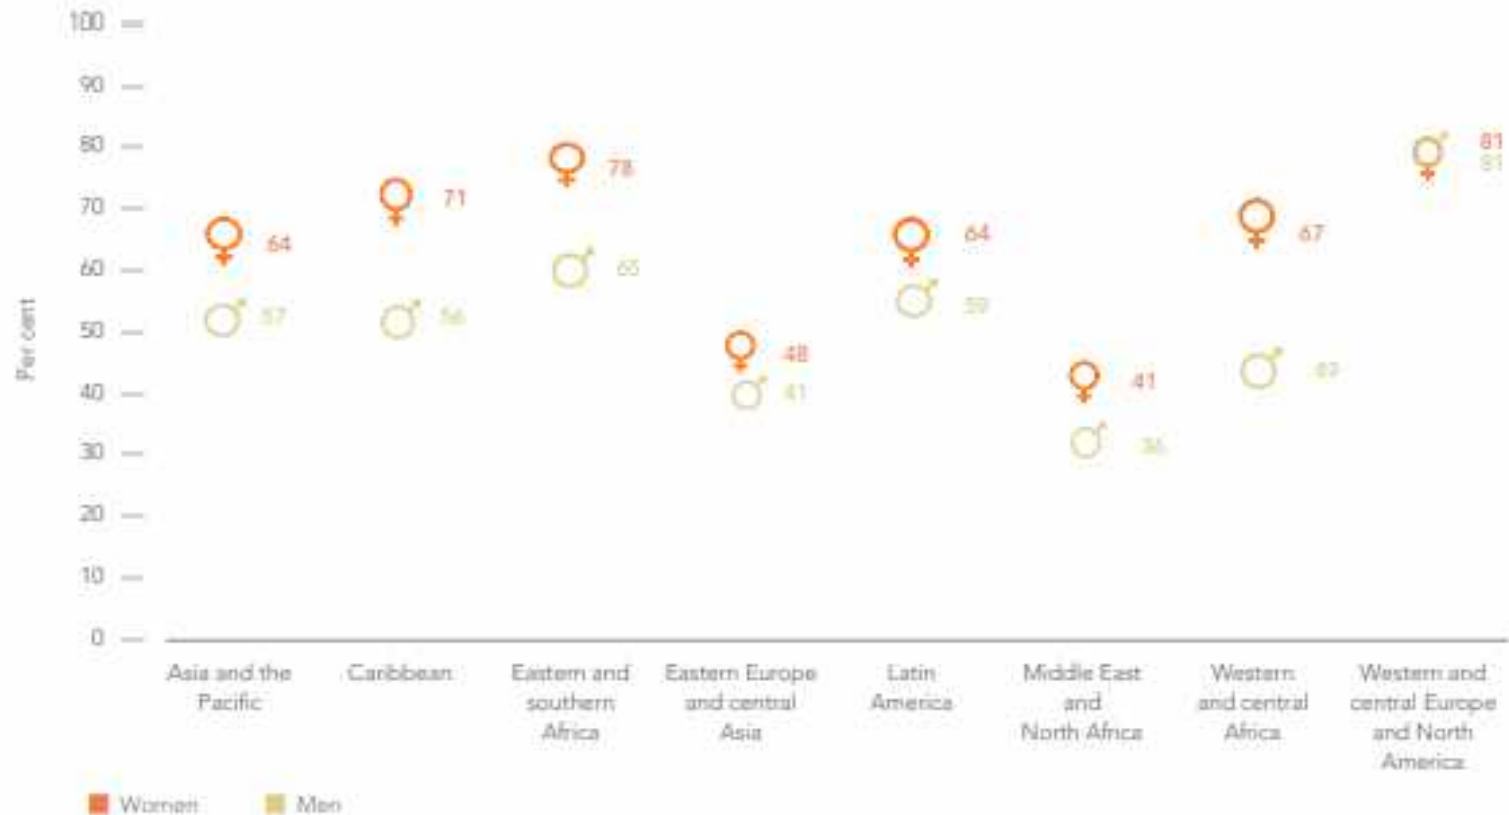 100
90
80
70
60
50
40
30
20
10
0
Per cent
64
57
71
56
78
65
48
41
64
59
41
36
67
81
81
Asia and the
Pacific
Caribbean
Eastern and
southern
Africa
Eastern Europe
and central
Asia
Latin
America
Middle East
and
North Africa
Western
and central
Africa
Western and
central Europe
and North
America
Women
Men